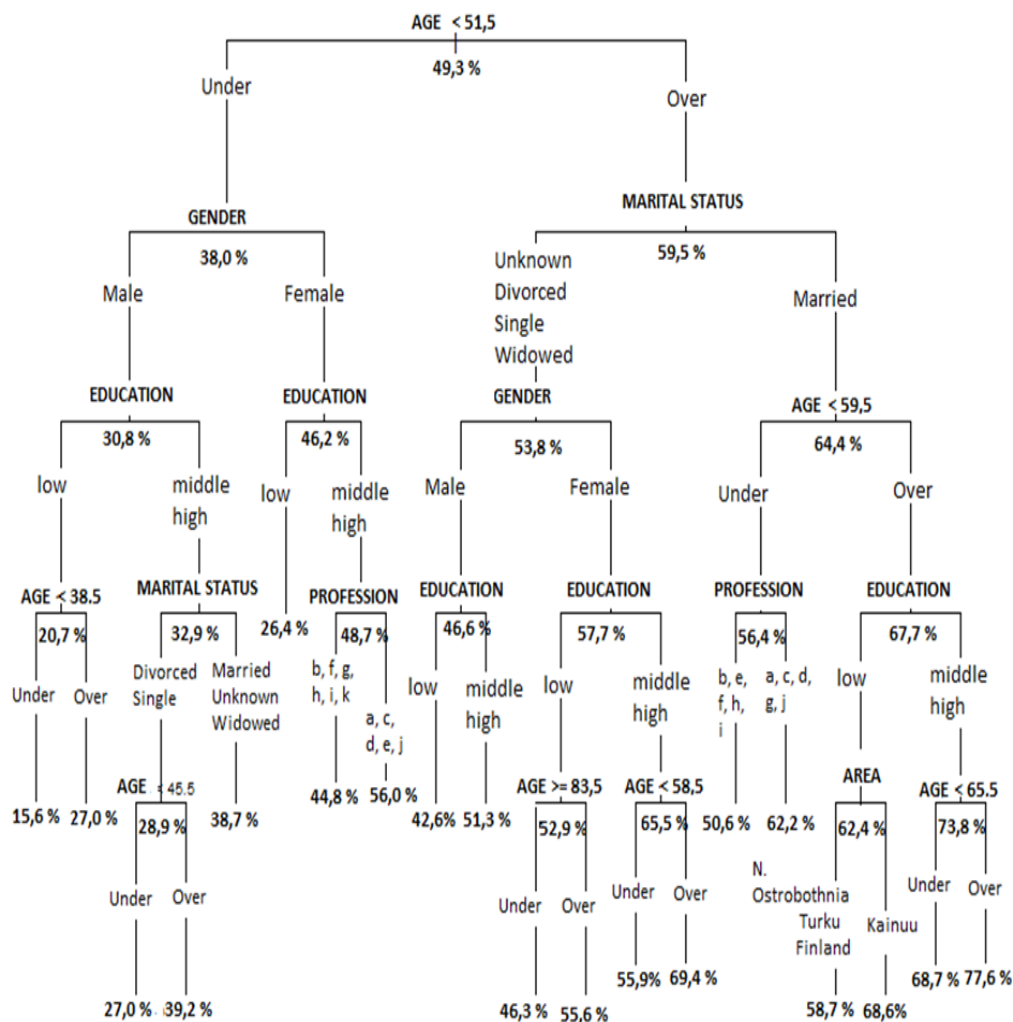 AGE < 51,5
49,3 %
Under
Over
MARITAL STATUS
59,5 %
GENDER
38,0 %
Unknown
Divorced
Single
Widowed
Married
Male
Female
EDUCATION
30,8 %
EDUCATION
46,2 %
GENDER
53,8 %
AGE < 59,5
64,4 %
low
middle
high
low
middle
high
Male
Female
Under
Over
AGE < 38.5
20,7 %
MARITAL STATUS
32,9 %
26,4 %
PROFESSION
48,7 %
EDUCATION
46,6 %
EDUCATION
57,7 %
PROFESSION
56,4 %
EDUCATION
67,7 %
Under
Over
Divorced
Single
Married
Unknown
Widowed
b, f, g,
h, i, k
a, c,
d, e, j
low
middle
high
low
middle
high
b, e,
f, h,
i
a, c, d,
g, j
low
middle
high
15,6 %
27,0 %
AGE < 45.5
28,9 %
38,7 %
44,8 %
56,0 %
42,6%
51,3 %
AGE >= 83,5
52,9 %
AGE < 58,5
65,5 %
50,6 %
62,2 %
AREA
62,4 %
AGE < 65.5
73,8 %
Under
Over
Under
Over
Under
Over
N.
Ostrobothnia
Turku
Finland
Kainuu
Under
Over
27,0 %
39,2 %
46,3 %
55,6 %
55,9%
69,4 %
58,7 %
68,6%
68,7 %
77,6 %